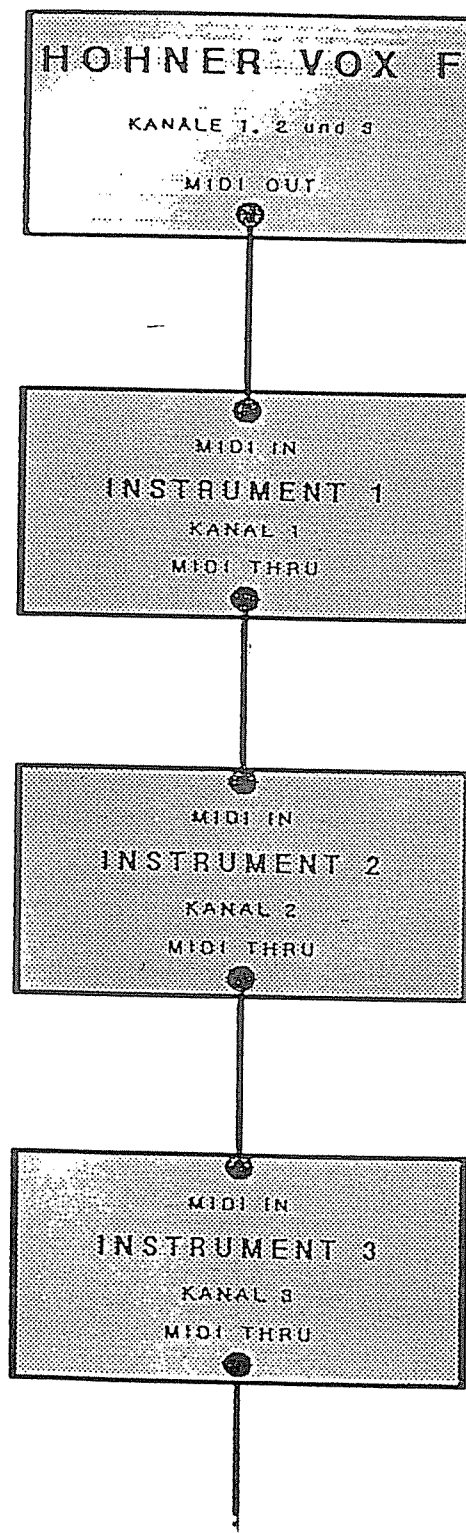 HOHNER VOX F
KANÄLE 1, 2 und 3
MIDI OUT
MIDI IN
INSTRUMENT 1
KANAL 1
MIDI THRU
MIDI IN
INSTRUMENT 2
KANAL 2
MIDI THRU
MIDI IN
INSTRUMENT 3
KANAL 3
MIDI THRU